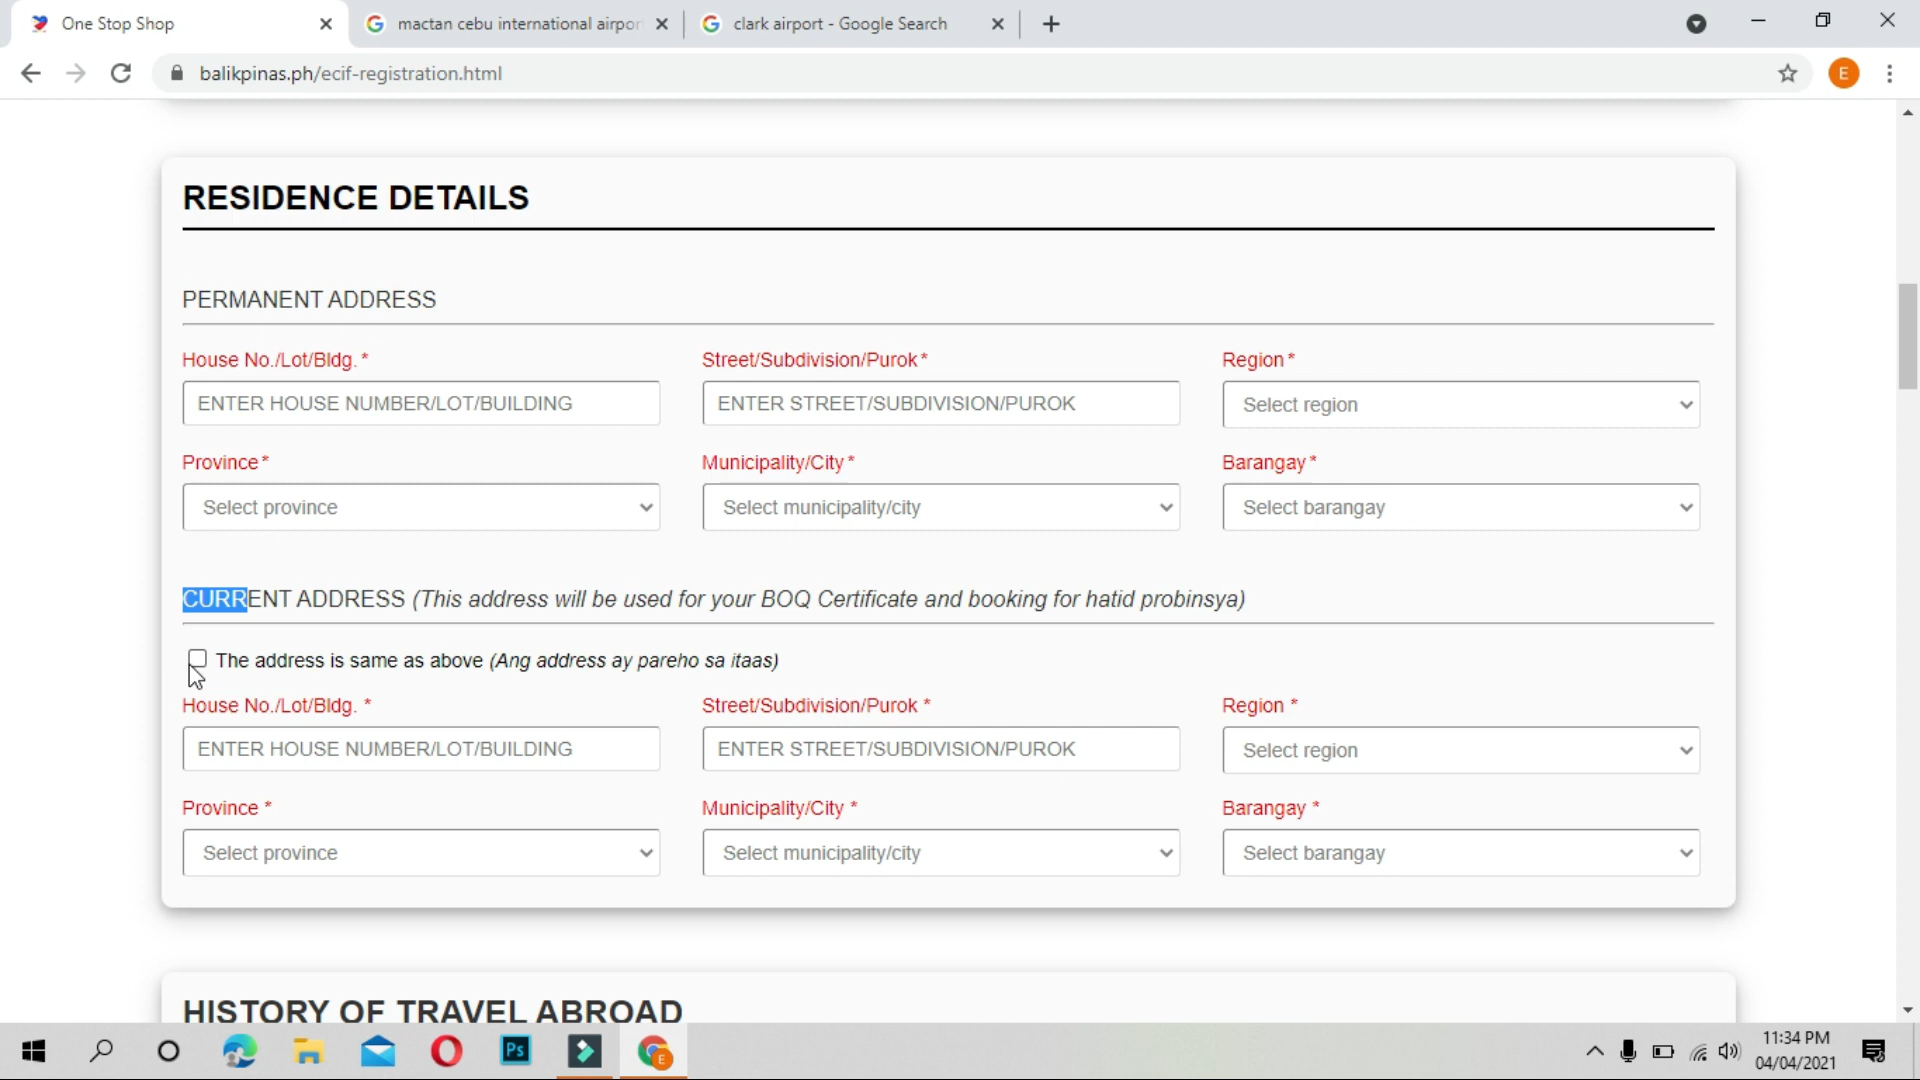 One Stop Shop
mactan cebu international airpor
clark airport - Google Search
balikpinas.ph/ecif-registration.html
E
RESIDENCE DETAILS
PERMANENT ADDRESS
House No./Lot/Bldg. *
Street/Subdivision/Purok*
Region*
ENTER HOUSE NUMBER/LOT/BUILDING
ENTER STREET/SUBDIVISION/PUROK
Select region
Province*
Municipality/City*
Barangay*
Select province
Select municipality/city
Select barangay
CURRENT ADDRESS (This address will be used for your BOQ Certificate and booking for hatid probinsya)
The address is same as above (Ang address ay pareho sa itaas)
House No./Lot/Bldg. *
Street/Subdivision/Purok *
Region *
ENTER HOUSE NUMBER/LOT/BUILDING
ENTER STREET/SUBDIVISION/PUROK
Select region
Province *
Municipality/City *
Barangay *
Select province
Select municipality/city
Select barangay
HISTORY OF TRAVEL ABROAD
Ps
E
11:34 PM
04/04/2021